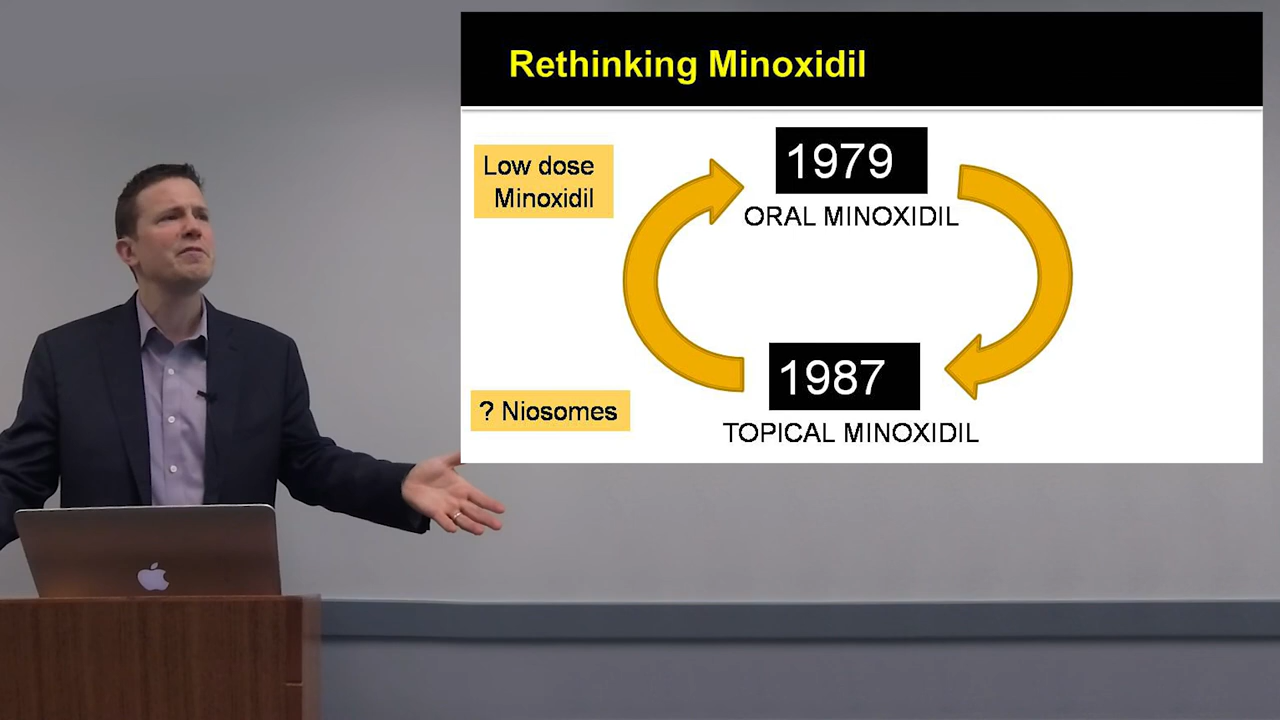 Rethinking Minoxidil
Low dose
Minoxidil
1979
ORAL MINOXIDIL
1987
TOPICAL MINOXIDIL
? Niosomes